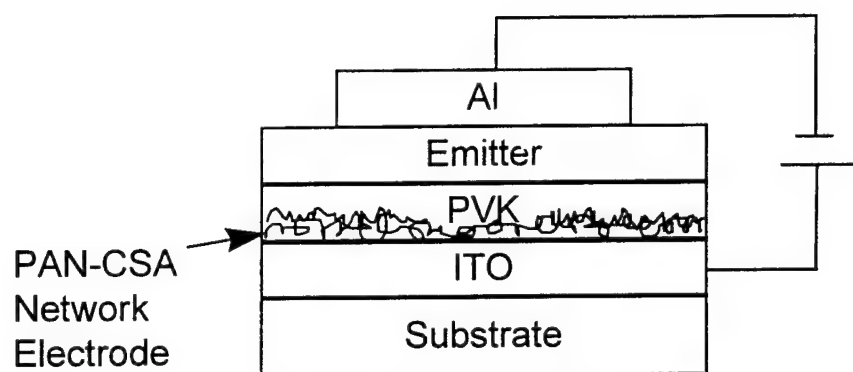 Al
Emitter
PVK
PAN-CSA
Network
Electrode
ITO
Substrate